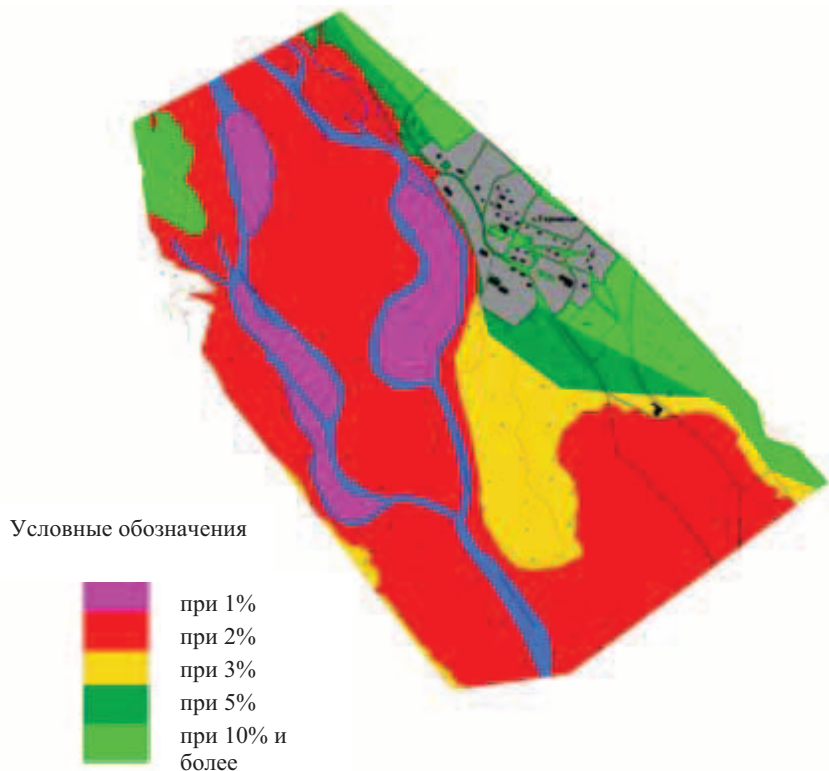 Условные обозначения
при 1%
при 2%
при 3%
при 5%
при 10% и
более